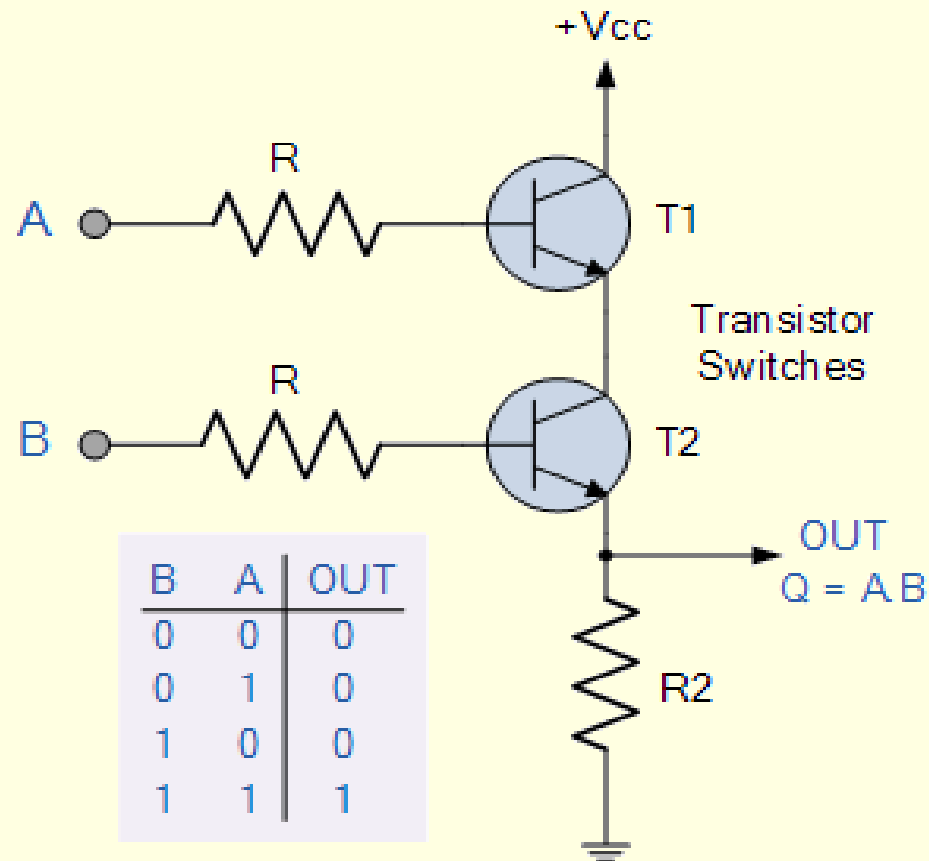 +Vcc
R
A
T1
Transistor
Switches
R
B
T2
OUT
Q = A.B
B A OUT
0 0 0
0 1 0
1 0 0
1 1 1
R2